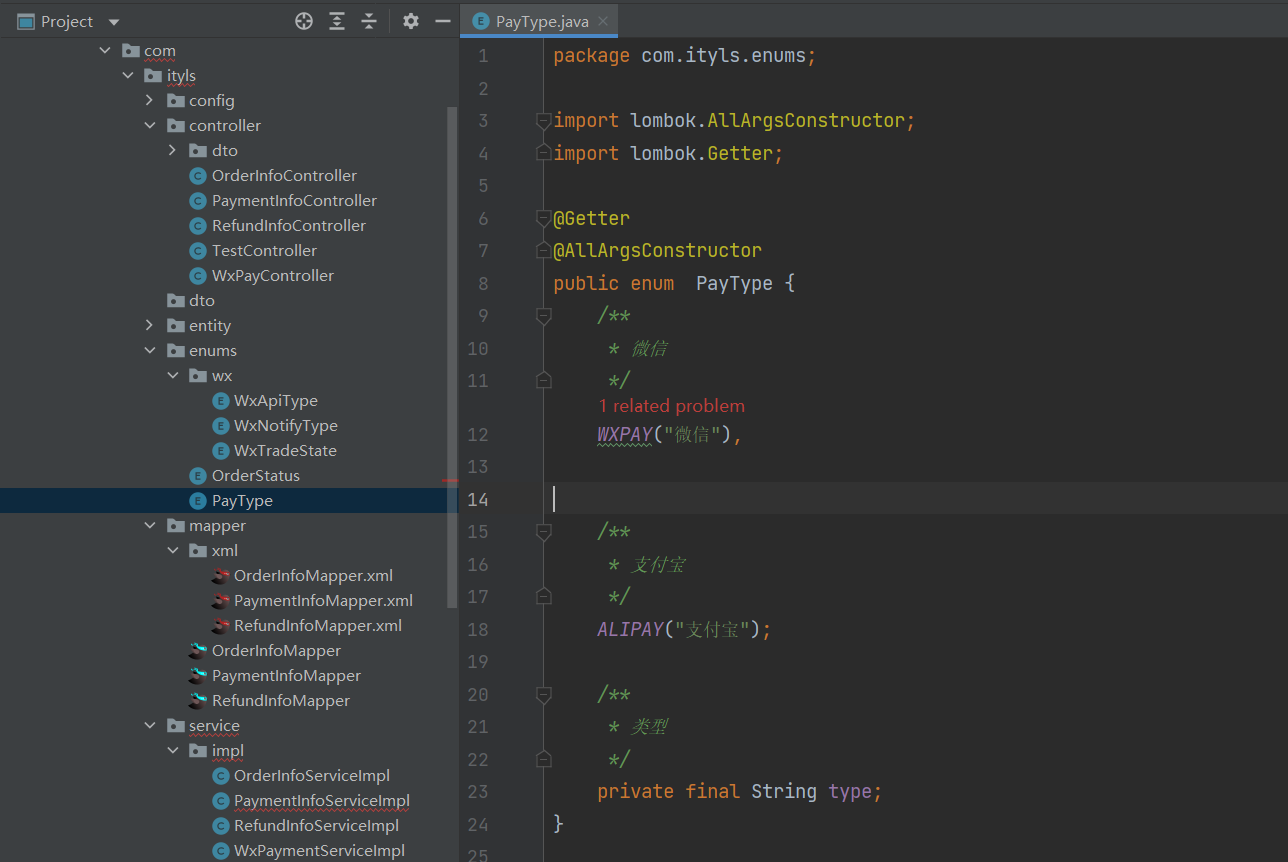 Project
PayType.java
com
ityls
config
controller
dto
OrderInfoController
PaymentInfoController
RefundInfoController
TestController
WxPayController
dto
entity
enums
wx
WxApiType
WxNotifyType
WxTradeState
OrderStatus
PayType
mapper
xml
OrderInfoMapper.xml
PaymentInfoMapper.xml
RefundInfoMapper.xml
OrderInfoMapper
PaymentInfoMapper
RefundInfoMapper
service
impl
OrderInfoServiceImpl
PaymentInfoServiceImpl
RefundInfoServiceImpl
WxPaymentServiceImpl
1 package com.ityls.enums;
2
3 import lombok.AllArgsConstructor;
4 import lombok.Getter;
5
6 @Getter
7 @AllArgsConstructor
8 public enum  PayType {
9 /**
10 * 微信
11 */
1 related problem
12 WXPAY("微信"),
13
14
15 /**
16 * 支付宝
17 */
18 ALIPAY("支付宝");
19
20 /**
21 * 类型
22 */
23 private final String type;
24 }
25